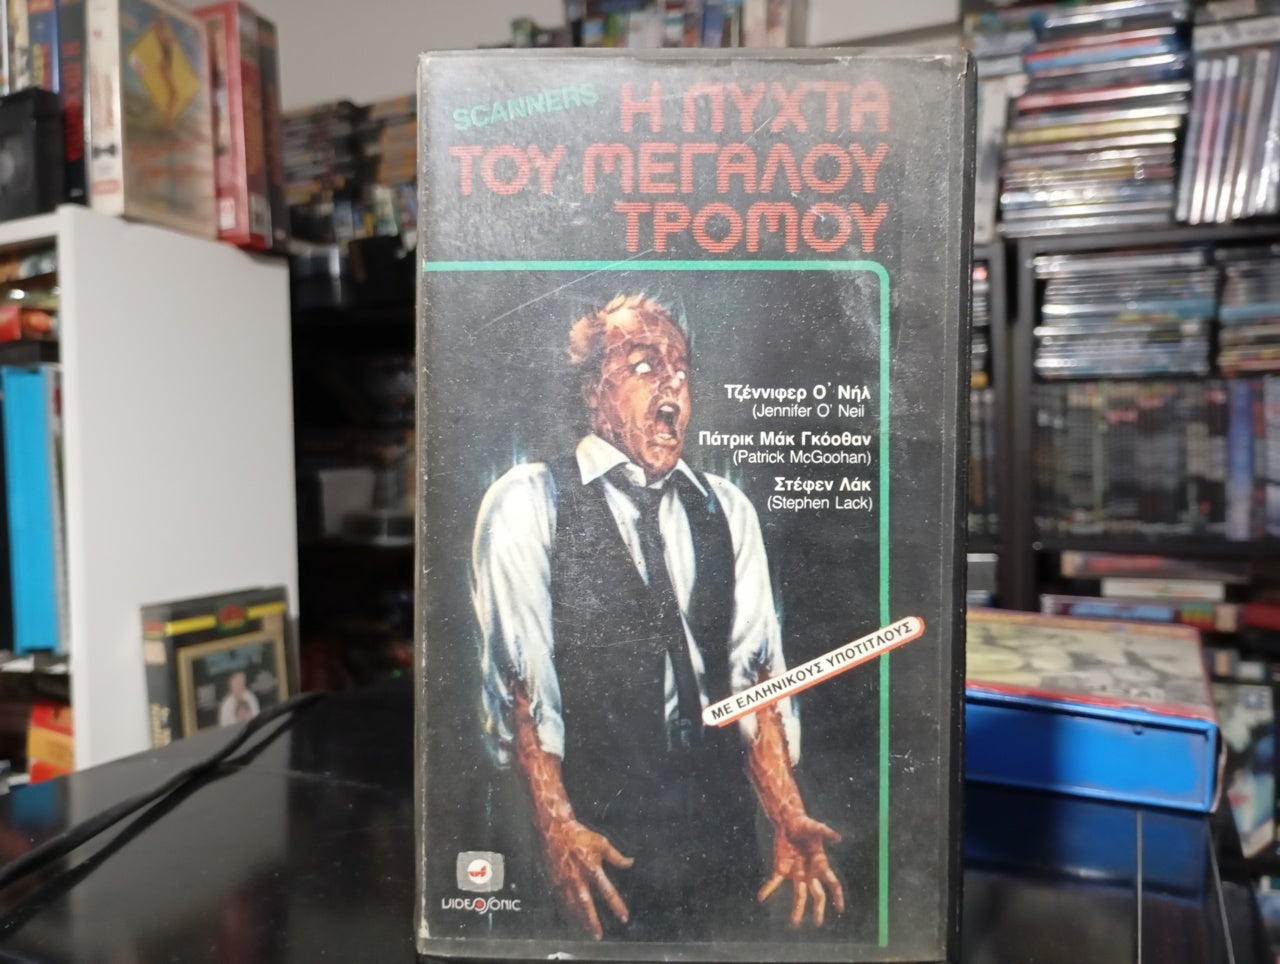 SCANNERS
Η ΝΥΧΤΑ
ΤΟΥ ΜΕΓΑΛΟΥ
ΤΡΟΜΟΥ
Τζέννιφερ Ο' Νήλ
(Jennifer O' Neil
Πάτρικ Μάκ Γκόοθαν
(Patrick McGoohan)
Στέφεν Λάκ
(Stephen Lack)
ΜΕ ΕΛΛΗΝΙΚΟΥΣ ΥΠΟΤΙΤΛΟΥΣ
VIDEOSONIC